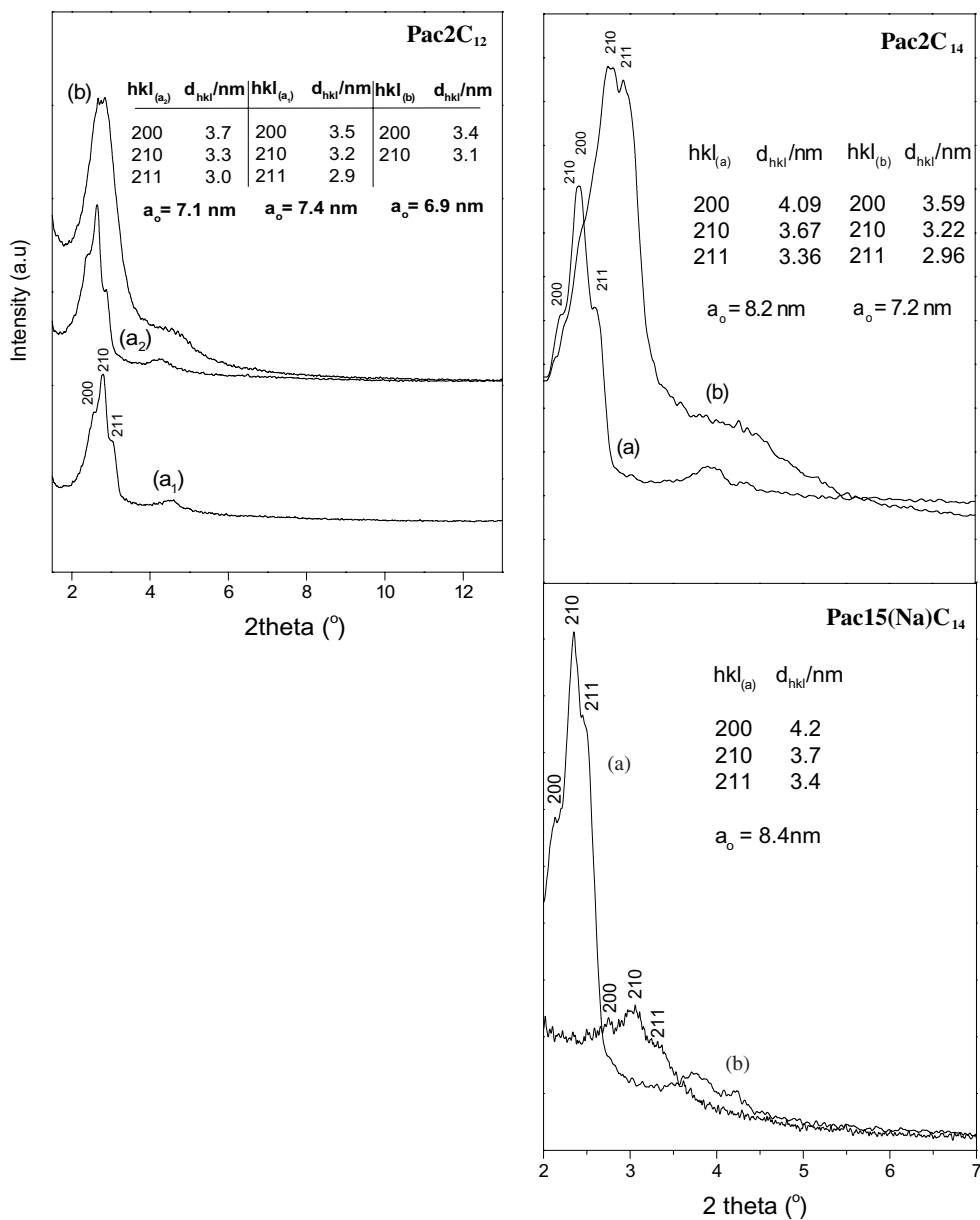 Pac2C₁₂
(b)
hkl(a₂) dhkl/nm hkl(a₁) dhkl/nm hkl(b) dhkl/nm
200 3.7 200 3.5 200 3.4
210 3.3 210 3.2 210 3.1
211 3.0 211 2.9
aₒ= 7.1 nm aₒ= 7.4 nm aₒ= 6.9 nm
Intensity (a.u)
(a₂)
200
210
211
(a₁)
2 4 6 8 10 12
2theta (°)
Pac2C₁₄
210
211
200
210
200
211
hkl(a) dhkl/nm hkl(b) dhkl/nm
200 4.09 200 3.59
210 3.67 210 3.22
211 3.36 211 2.96
aₒ = 8.2 nm aₒ = 7.2 nm
(b)
(a)
Pac15(Na)C₁₄
210
211
200
hkl(a) dhkl/nm
200 4.2
210 3.7
211 3.4
aₒ = 8.4nm
(a)
200
210
211
(b)
2 3 4 5 6 7
2 theta (°)